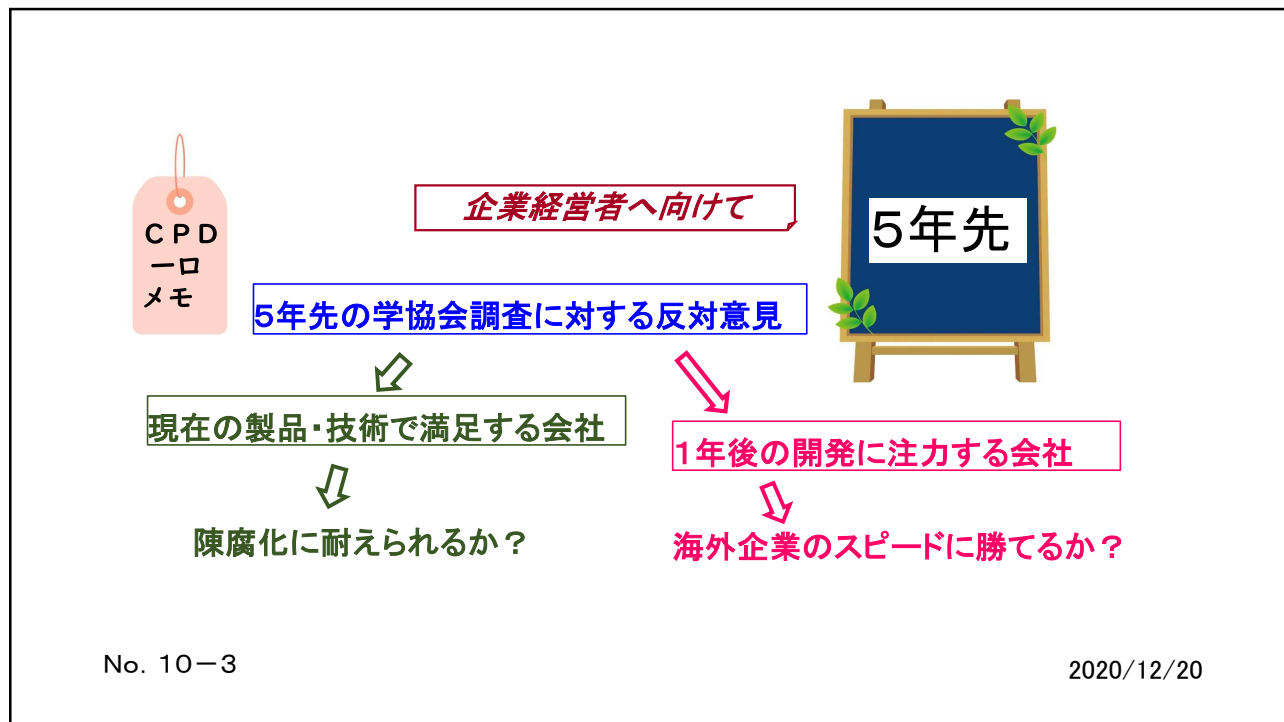 CPD
一口
メモ
企業経営者へ向けて
5年先
5年先の学協会調査に対する反対意見
現在の製品・技術で満足する会社
1年後の開発に注力する会社
陳腐化に耐えられるか？
海外企業のスピードに勝てるか？
No. 10－3
2020/12/20